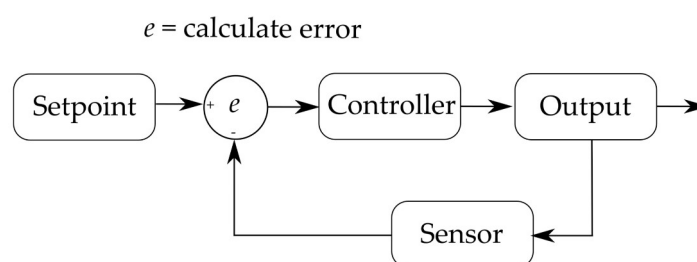 e = calculate error
Setpoint
+ e
-
Controller
Output
Sensor